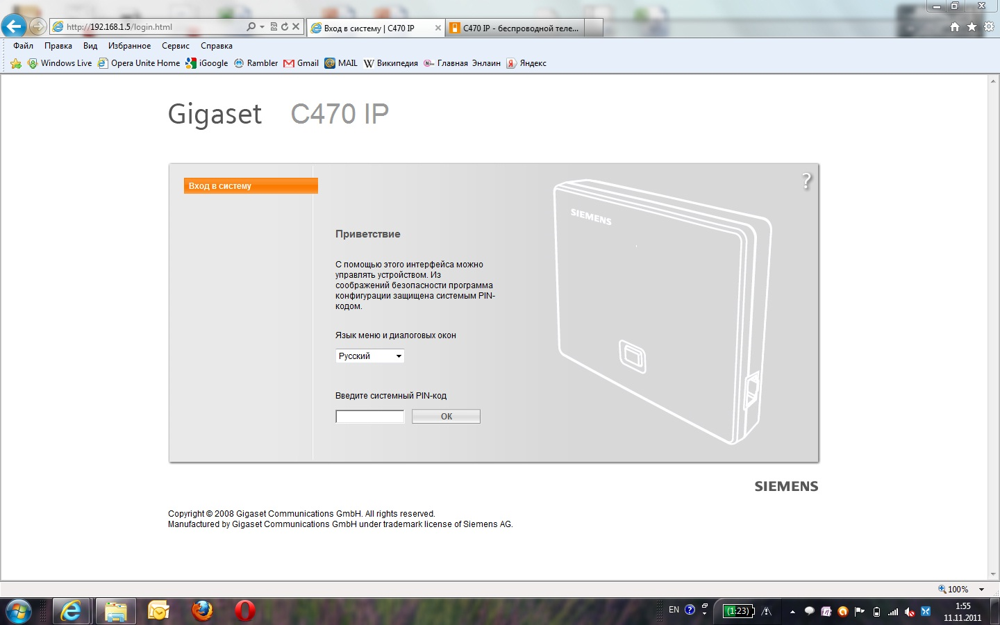 http://192.168.1.5/login.html
Вход в систему | C470 IP
C470 IP - беспроводной теле...
Файл Правка Вид Избранное Сервис Справка
Windows Live Opera Unite Home iGoogle Rambler Gmail MAIL Википедия Главная Энлаин Яндекс
Gigaset C470 IP
Вход в систему
?
SIEMENS
Приветствие
С помощью этого интерфейса можно
управлять устройством. Из
соображений безопасности программа
конфигурации защищена системым PIN-
кодом.
Язык меню и диалоговых окон
Русский
Введите системный PIN-код
OK
SIEMENS
Copyright © 2008 Gigaset Communications GmbH. All rights reserved.
Manufactured by Gigaset Communications GmbH under trademark license of Siemens AG.
100%
EN
(1:23)
1:55
11.11.2011